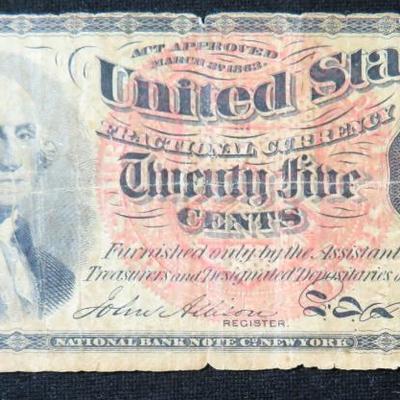 ACT APPROVED
MARCH 3D 1863.
United Sta
FRACTIONAL CURRENCY
Twenty Five
CENTS
Furnished only by the Assistant
Treasurers and Designated Depositaries o
John Allison
REGISTER.
NATIONAL BANK NOTE Co. NEW YORK